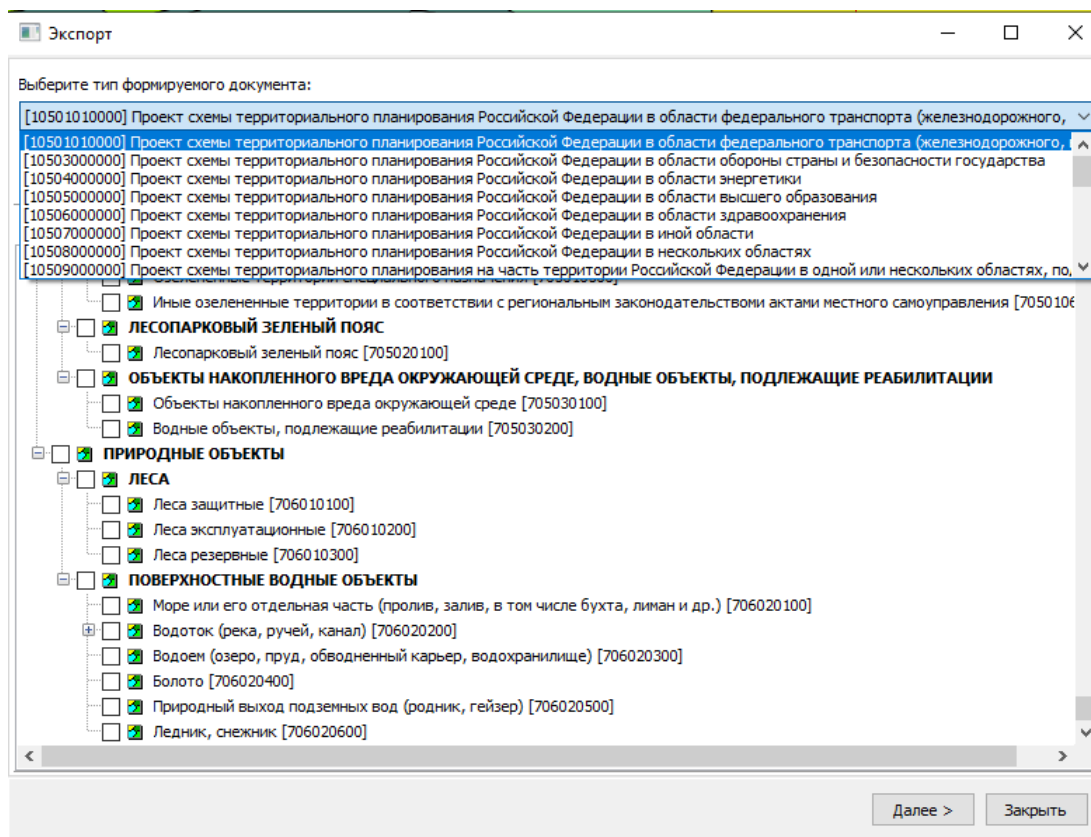 Экспорт
Выберите тип формируемого документа:
[10501010000] Проект схемы территориального планирования Российской Федерации в области федерального транспорта (железнодорожного,
[10501010000] Проект схемы территориального планирования Российской Федерации в области федерального транспорта (железнодорожного,
[10503000000] Проект схемы территориального планирования Российской Федерации в области обороны страны и безопасности государства
[10504000000] Проект схемы территориального планирования Российской Федерации в области энергетики
[10505000000] Проект схемы территориального планирования Российской Федерации в области высшего образования
[10506000000] Проект схемы территориального планирования Российской Федерации в области здравоохранения
[10507000000] Проект схемы территориального планирования Российской Федерации в иной области
[10508000000] Проект схемы территориального планирования Российской Федерации в нескольких областях
[10509000000] Проект схемы территориального планирования на часть территории Российской Федерации в одной или нескольких областях,
Озелененные территории специального назначения
Иные озелененные территории в соответствии с региональным законодательствоми актами местного самоуправления [7050106
ЛЕСОПАРКОВЫЙ ЗЕЛЕНЫЙ ПОЯС
Лесопарковый зеленый пояс [705020100]
ОБЪЕКТЫ НАКОПЛЕННОГО ВРЕДА ОКРУЖАЮЩЕЙ СРЕДЕ, ВОДНЫЕ ОБЪЕКТЫ, ПОДЛЕЖАЩИЕ РЕАБИЛИТАЦИИ
Объекты накопленного вреда окружающей среде [705030100]
Водные объекты, подлежащие реабилитации [705030200]
ПРИРОДНЫЕ ОБЪЕКТЫ
ЛЕСА
Леса защитные [706010100]
Леса эксплуатационные [706010200]
Леса резервные [706010300]
ПОВЕРХНОСТНЫЕ ВОДНЫЕ ОБЪЕКТЫ
Море или его отдельная часть (пролив, залив, в том числе бухта, лиман и др.) [706020100]
Водоток (река, ручей, канал) [706020200]
Водоем (озеро, пруд, обводненный карьер, водохранилище) [706020300]
Болото [706020400]
Природный выход подземных вод (родник, гейзер) [706020500]
Ледник, снежник [706020600]
Далее >
Закрыть